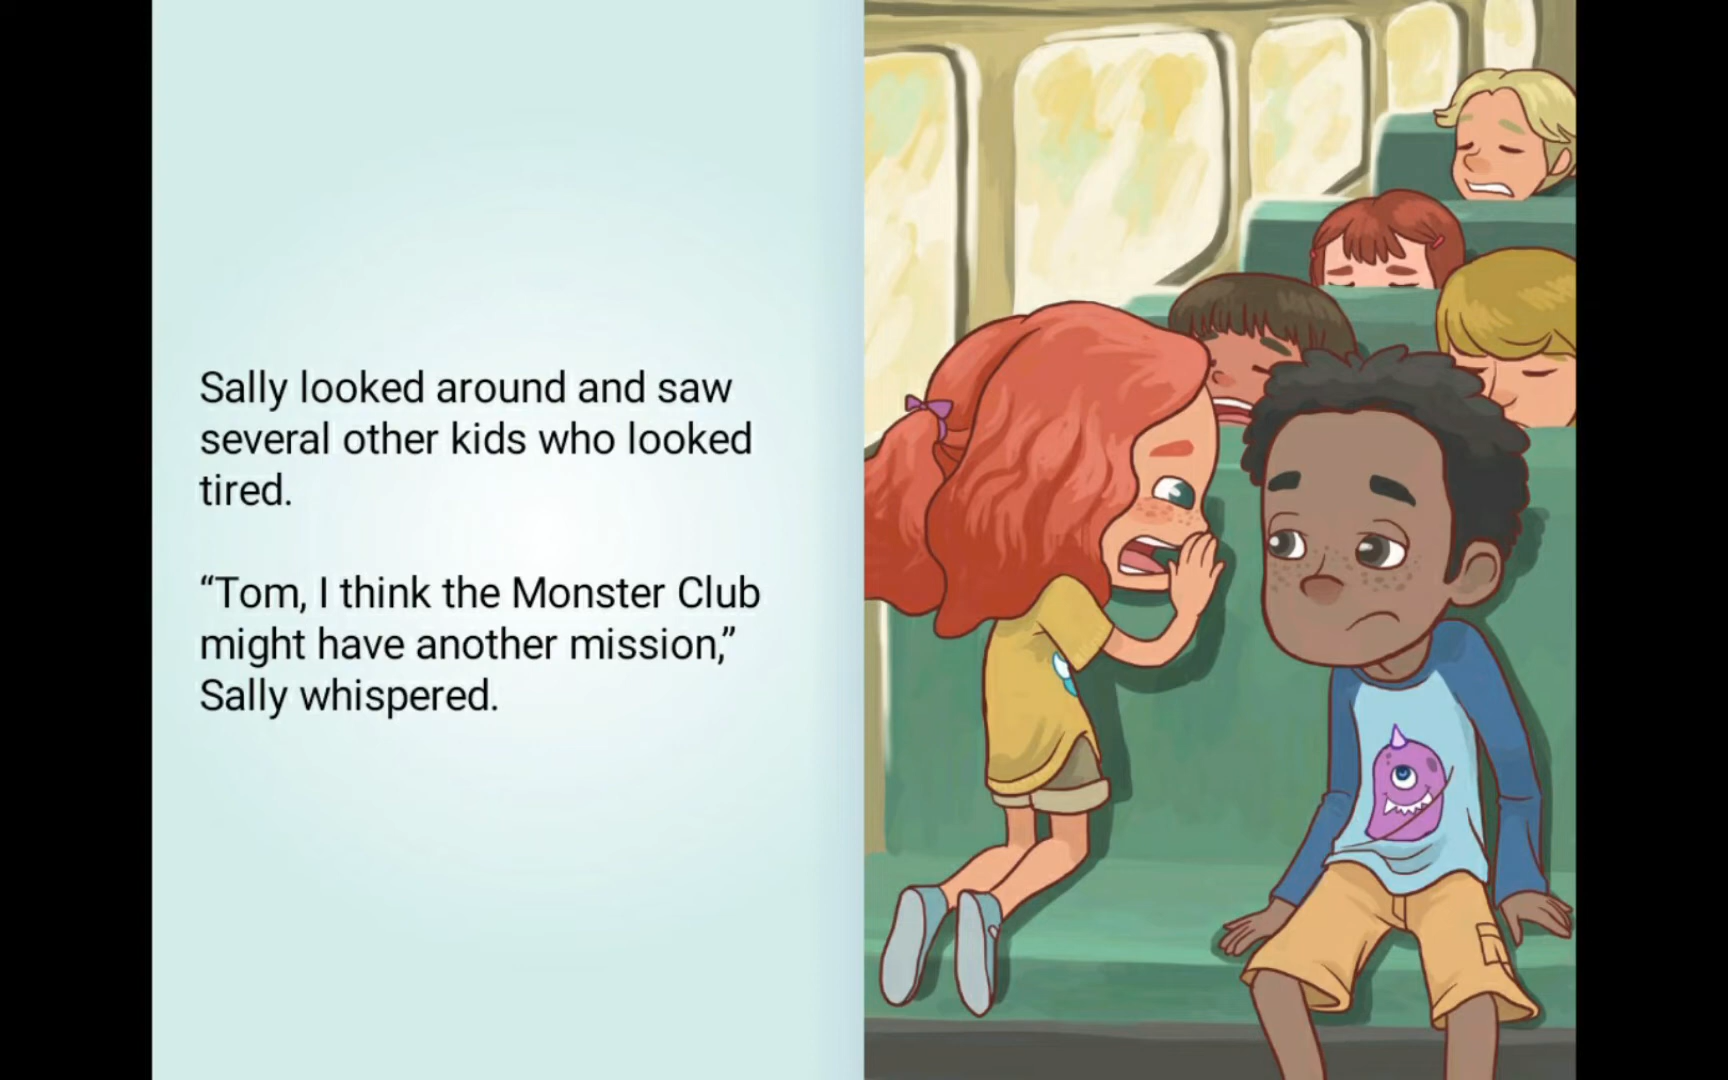 Sally looked around and saw
several other kids who looked
tired.
“Tom, I think the Monster Club
might have another mission,”
Sally whispered.